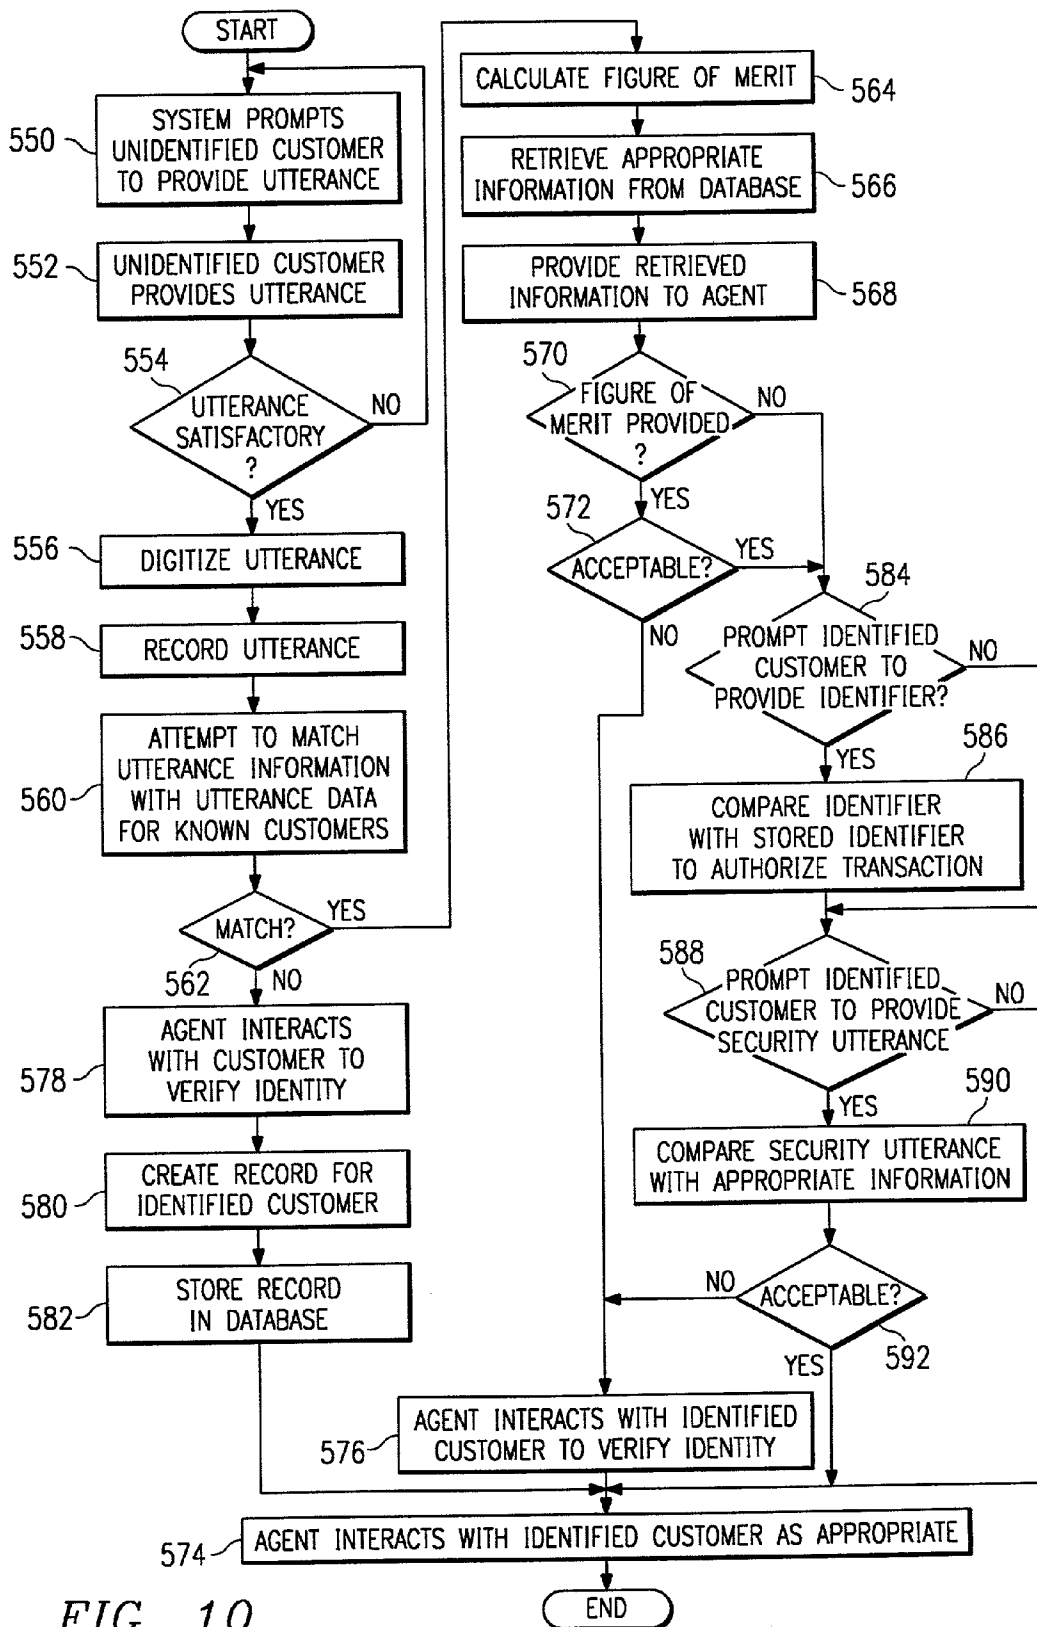 START
550
SYSTEM PROMPTS
UNIDENTIFIED CUSTOMER
TO PROVIDE UTTERANCE
552
UNIDENTIFIED CUSTOMER
PROVIDES UTTERANCE
554
UTTERANCE
SATISFACTORY
?
NO
YES
556
DIGITIZE UTTERANCE
558
RECORD UTTERANCE
560
ATTEMPT TO MATCH
UTTERANCE INFORMATION
WITH UTTERANCE DATA
FOR KNOWN CUSTOMERS
MATCH?
YES
562
NO
578
AGENT INTERACTS
WITH CUSTOMER TO
VERIFY IDENTITY
580
CREATE RECORD FOR
IDENTIFIED CUSTOMER
582
STORE RECORD
IN DATABASE
CALCULATE FIGURE OF MERIT
564
RETRIEVE APPROPRIATE
INFORMATION FROM DATABASE
566
PROVIDE RETRIEVED
INFORMATION TO AGENT
568
570
FIGURE OF
MERIT PROVIDED
?
NO
YES
572
ACCEPTABLE?
YES
NO
584
PROMPT IDENTIFIED
CUSTOMER TO
PROVIDE IDENTIFIER?
NO
YES
586
COMPARE IDENTIFIER
WITH STORED IDENTIFIER
TO AUTHORIZE TRANSACTION
588
PROMPT IDENTIFIED
CUSTOMER TO PROVIDE
SECURITY UTTERANCE
NO
YES
590
COMPARE SECURITY UTTERANCE
WITH APPROPRIATE INFORMATION
NO
ACCEPTABLE?
YES
592
576
AGENT INTERACTS WITH IDENTIFIED
CUSTOMER TO VERIFY IDENTITY
574
AGENT INTERACTS WITH IDENTIFIED CUSTOMER AS APPROPRIATE
END
FIG. 10